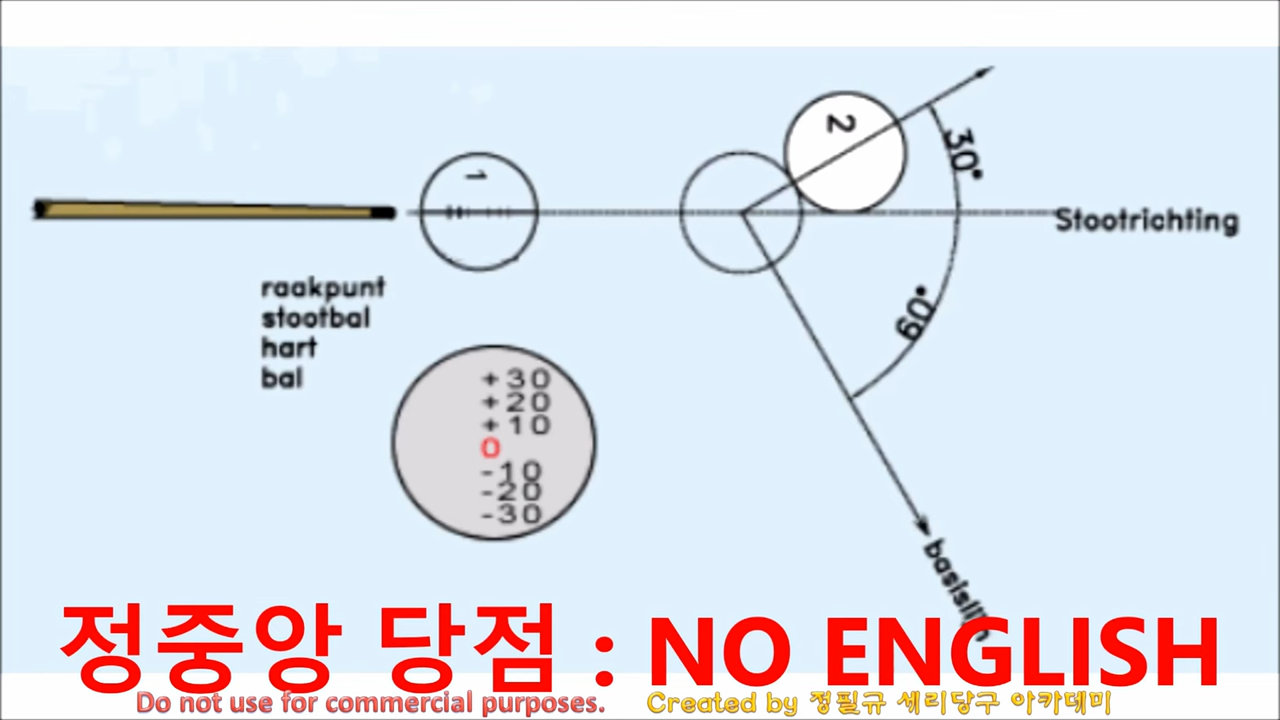 1
2
30°
Stootrichting
60°
raakpunt
stootbal
hart
bal
+30
+20
+10
0
-10
-20
-30
정중앙 당점 : NO ENGLISH
Do not use for commercial purposes. Created by 정필규 세리당구 아카데미